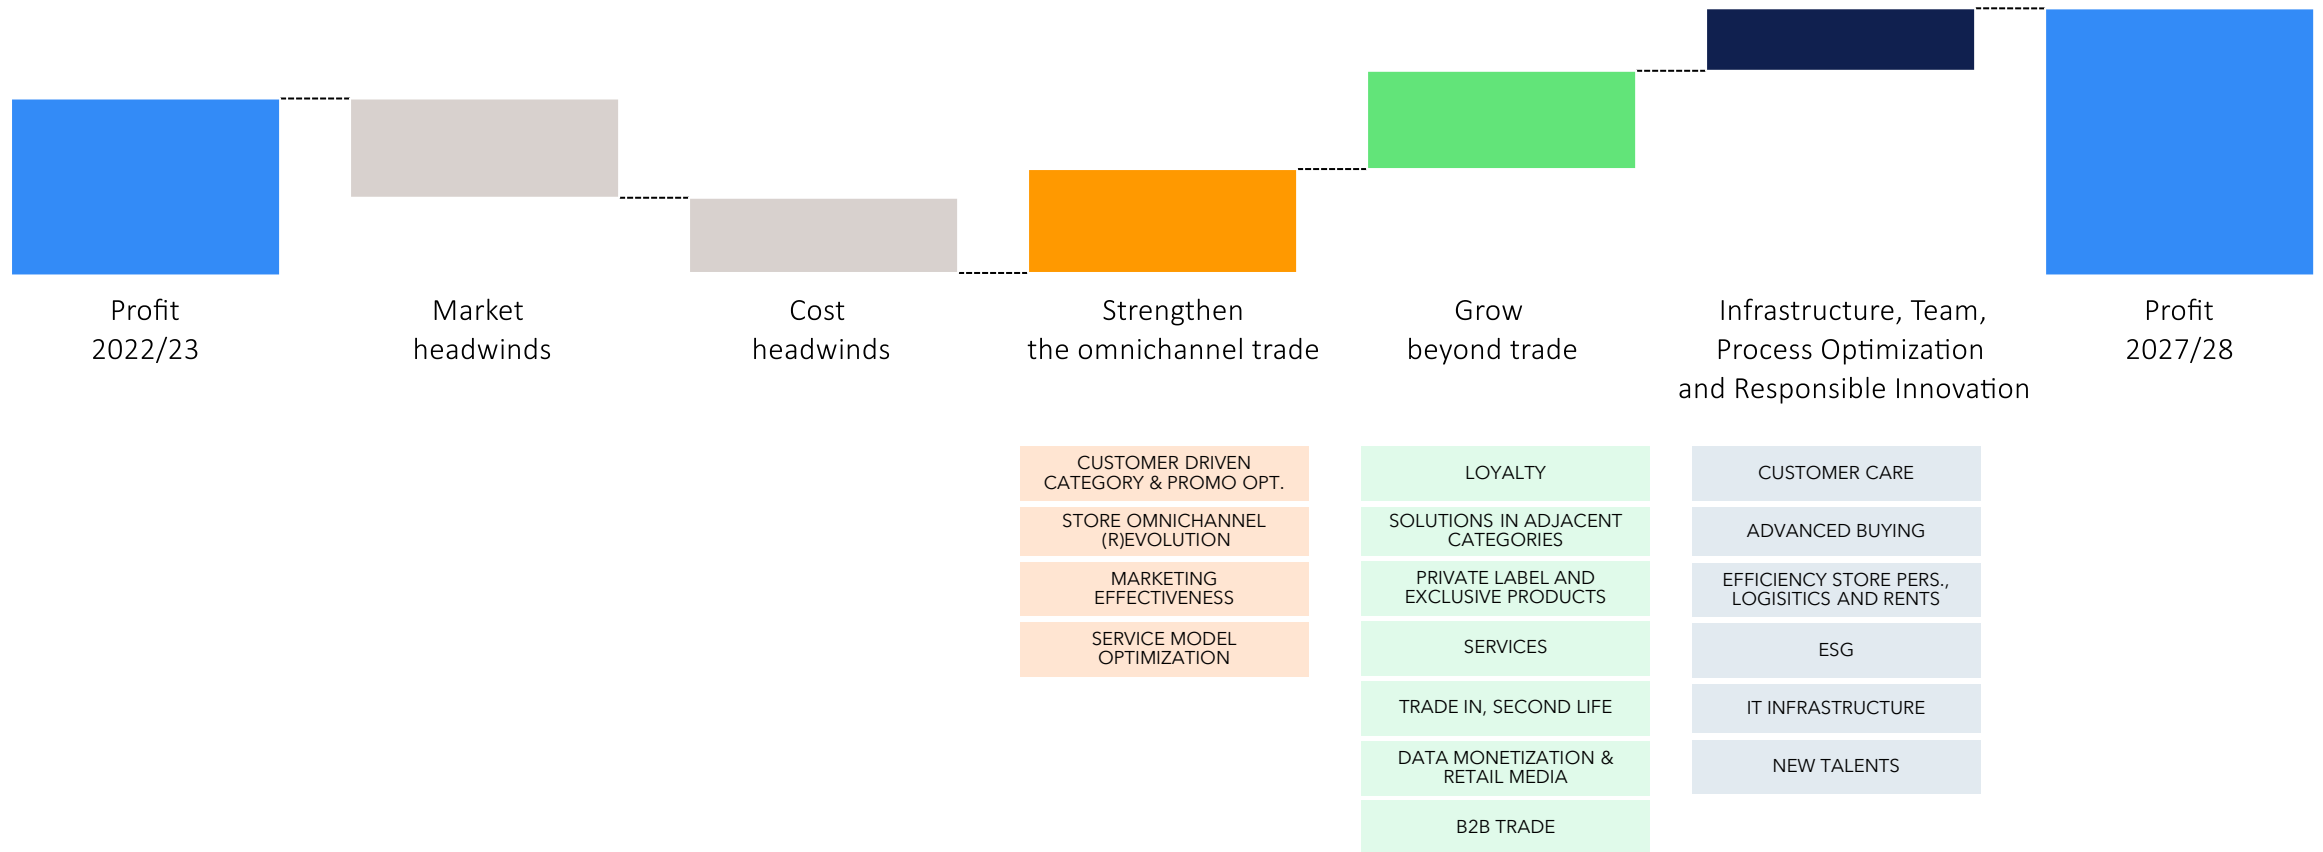 Profit
2022/23
Market
headwinds
Cost
headwinds
Strengthen
the omnichannel trade
Grow
beyond trade
Infrastructure, Team,
Process Optimization
and Responsible Innovation
Profit
2027/28
CUSTOMER DRIVEN
CATEGORY & PROMO OPT.
STORE OMNICHANNEL
(R)EVOLUTION
MARKETING
EFFECTIVENESS
SERVICE MODEL
OPTIMIZATION
LOYALTY
SOLUTIONS IN ADJACENT
CATEGORIES
PRIVATE LABEL AND
EXCLUSIVE PRODUCTS
SERVICES
TRADE IN, SECOND LIFE
DATA MONETIZATION &
RETAIL MEDIA
B2B TRADE
CUSTOMER CARE
ADVANCED BUYING
EFFICIENCY STORE PERS.,
LOGISITICS AND RENTS
ESG
IT INFRASTRUCTURE
NEW TALENTS